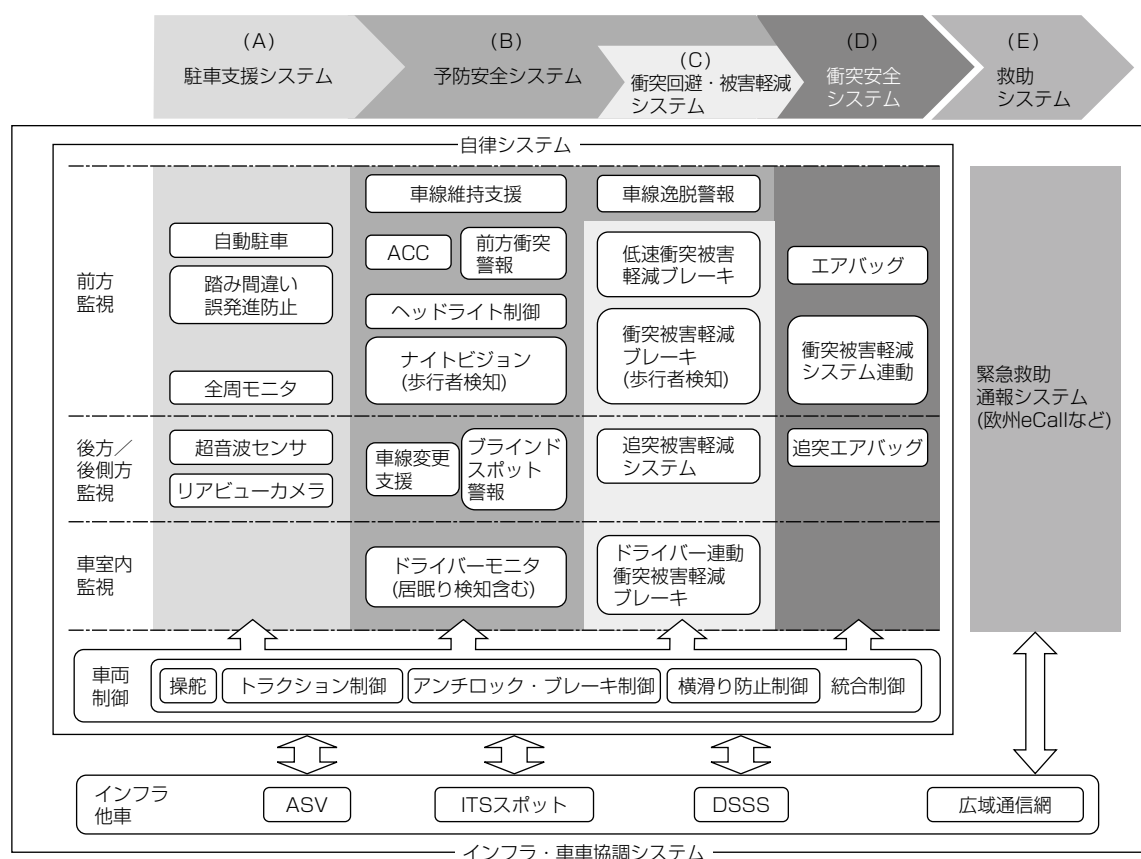 (A)
駐車支援システム
(B)
予防安全システム
(C)
衝突回避・被害軽減
システム
(D)
衝突安全
システム
(E)
救助
システム
自律システム
前方
監視
自動駐車
踏み間違い
誤発進防止
全周モニタ
車線維持支援
ACC
前方衝突
警報
ヘッドライト制御
ナイトビジョン
(歩行者検知)
車線逸脱警報
低速衝突被害
軽減ブレーキ
衝突被害軽減
ブレーキ
(歩行者検知)
エアバッグ
衝突被害軽減
システム連動
後方／
後側方
監視
超音波センサ
リアビューカメラ
車線変更
支援
ブラインド
スポット
警報
追突被害軽減
システム
追突エアバッグ
車室内
監視
ドライバーモニタ
(居眠り検知含む)
ドライバー連動
衝突被害軽減
ブレーキ
緊急救助
通報システム
(欧州eCallなど)
車両
制御
操舵
トラクション制御
アンチロック・ブレーキ制御
横滑り防止制御
統合制御
インフラ
他車
ASV
ITSスポット
DSSS
広域通信網
インフラ・車車協調システム